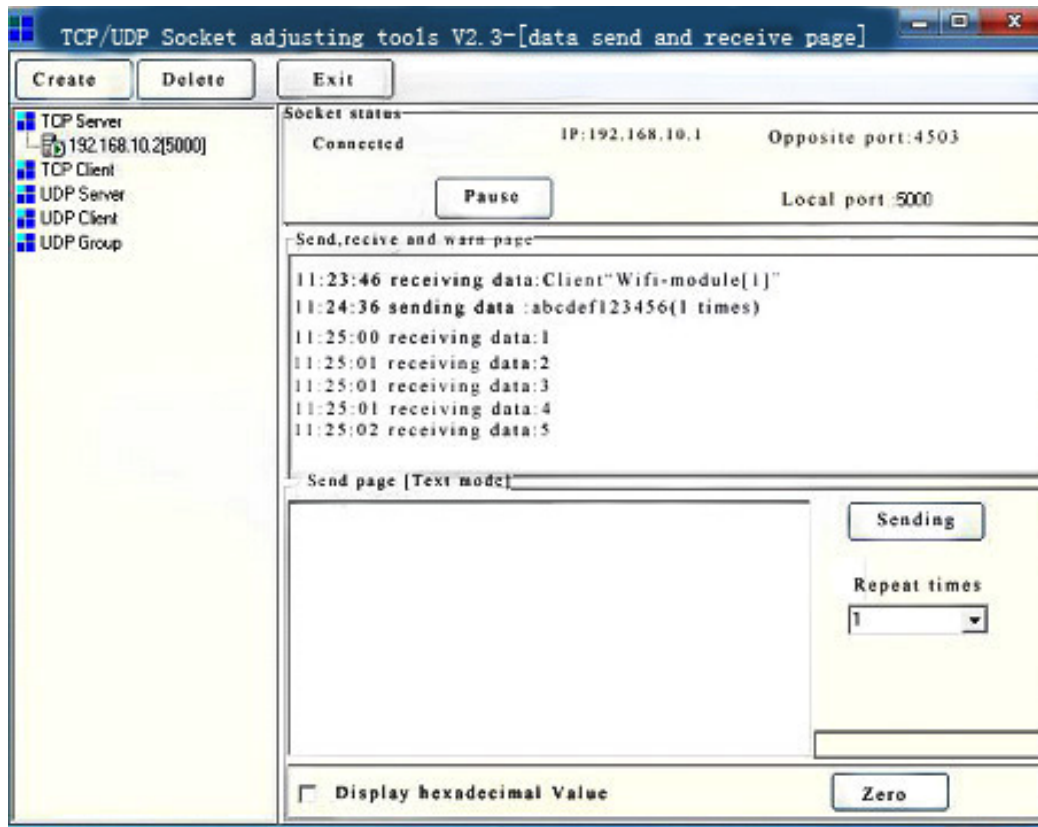 TCP/UDP Socket adjusting tools V2.3-[data send and receive page]
Create Delete Exit
TCP Server
192.168.10.2[5000]
TCP Client
UDP Server
UDP Client
UDP Group
Socket status
Connected IP:192.168.10.1 Opposite port:4503
Pause Local port :5000
Send,recive and warn page
11:23:46 receiving data:Client"Wifi-module[1]"
11:24:36 sending data :abcdef123456(1 times)
11:25:00 receiving data:1
11:25:01 receiving data:2
11:25:01 receiving data:3
11:25:01 receiving data:4
11:25:02 receiving data:5
Send page [Text mode]
Sending
Repeat times
1
Display hexadecimal Value Zero